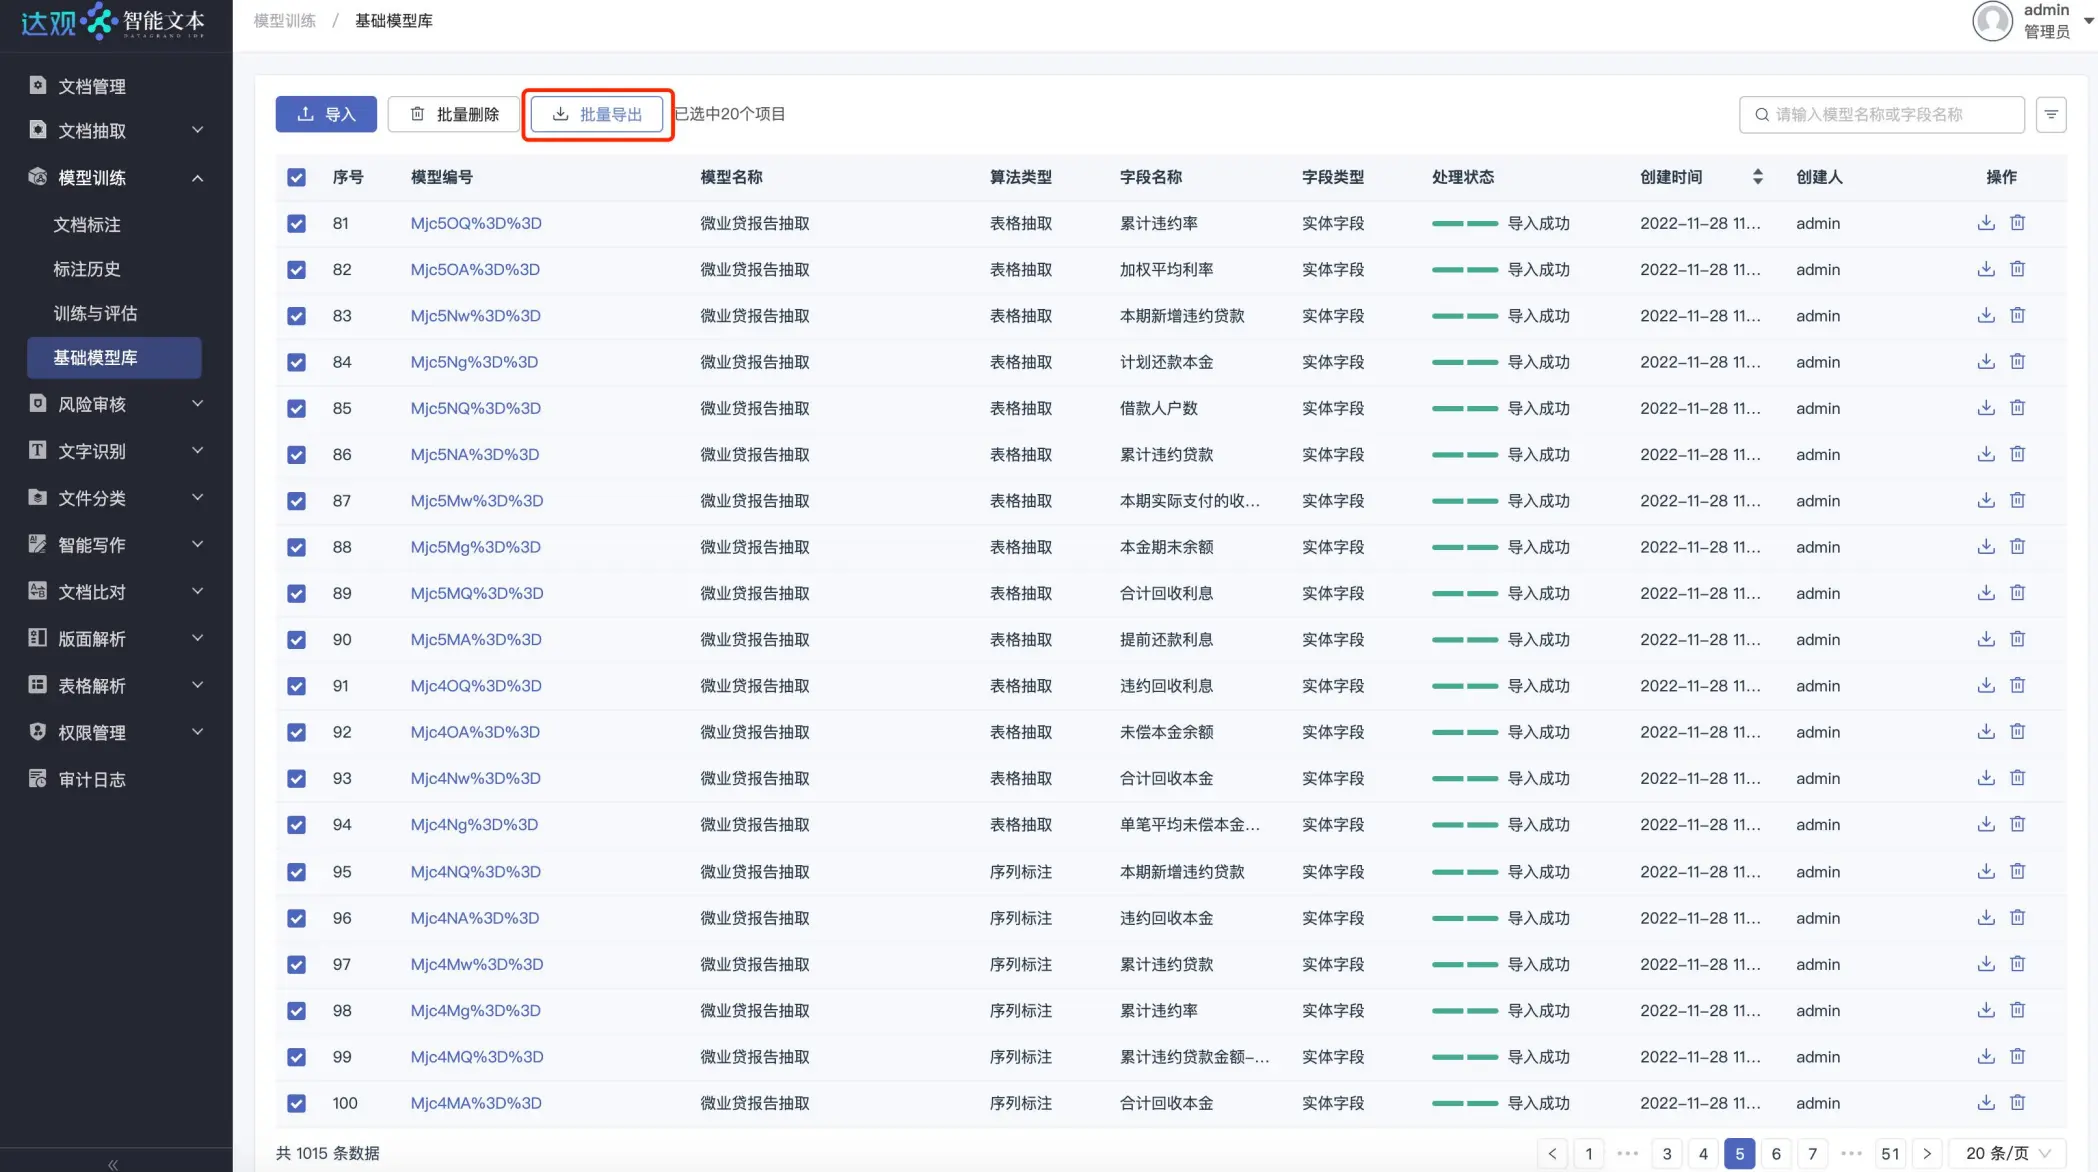 达观 智能文本
DATAGRAND IDP
模型训练 / 基础模型库
admin
管理员
文档管理
文档抽取
模型训练
文档标注
标注历史
训练与评估
基础模型库
风险审核
文字识别
文件分类
智能写作
文档比对
版面解析
表格解析
权限管理
审计日志
导入 批量删除 批量导出 已选中20个项目 请输入模型名称或字段名称
序号 模型编号 模型名称 算法类型 字段名称 字段类型 处理状态 创建时间 创建人 操作
81 Mjc5OQ%3D%3D 微业贷报告抽取 表格抽取 累计违约率 实体字段 导入成功 2022-11-28 11... admin
82 Mjc5OA%3D%3D 微业贷报告抽取 表格抽取 加权平均利率 实体字段 导入成功 2022-11-28 11... admin
83 Mjc5Nw%3D%3D 微业贷报告抽取 表格抽取 本期新增违约贷款 实体字段 导入成功 2022-11-28 11... admin
84 Mjc5Ng%3D%3D 微业贷报告抽取 表格抽取 计划还款本金 实体字段 导入成功 2022-11-28 11... admin
85 Mjc5NQ%3D%3D 微业贷报告抽取 表格抽取 借款人户数 实体字段 导入成功 2022-11-28 11... admin
86 Mjc5NA%3D%3D 微业贷报告抽取 表格抽取 累计违约贷款 实体字段 导入成功 2022-11-28 11... admin
87 Mjc5Mw%3D%3D 微业贷报告抽取 表格抽取 本期实际支付的收... 实体字段 导入成功 2022-11-28 11... admin
88 Mjc5Mg%3D%3D 微业贷报告抽取 表格抽取 本金期末余额 实体字段 导入成功 2022-11-28 11... admin
89 Mjc5MQ%3D%3D 微业贷报告抽取 表格抽取 合计回收利息 实体字段 导入成功 2022-11-28 11... admin
90 Mjc5MA%3D%3D 微业贷报告抽取 表格抽取 提前还款利息 实体字段 导入成功 2022-11-28 11... admin
91 Mjc4OQ%3D%3D 微业贷报告抽取 表格抽取 违约回收利息 实体字段 导入成功 2022-11-28 11... admin
92 Mjc4OA%3D%3D 微业贷报告抽取 表格抽取 未偿本金余额 实体字段 导入成功 2022-11-28 11... admin
93 Mjc4Nw%3D%3D 微业贷报告抽取 表格抽取 合计回收本金 实体字段 导入成功 2022-11-28 11... admin
94 Mjc4Ng%3D%3D 微业贷报告抽取 表格抽取 单笔平均未偿本金... 实体字段 导入成功 2022-11-28 11... admin
95 Mjc4NQ%3D%3D 微业贷报告抽取 序列标注 本期新增违约贷款 实体字段 导入成功 2022-11-28 11... admin
96 Mjc4NA%3D%3D 微业贷报告抽取 序列标注 违约回收本金 实体字段 导入成功 2022-11-28 11... admin
97 Mjc4Mw%3D%3D 微业贷报告抽取 序列标注 累计违约贷款 实体字段 导入成功 2022-11-28 11... admin
98 Mjc4Mg%3D%3D 微业贷报告抽取 序列标注 累计违约率 实体字段 导入成功 2022-11-28 11... admin
99 Mjc4MQ%3D%3D 微业贷报告抽取 序列标注 累计违约贷款金额-... 实体字段 导入成功 2022-11-28 11... admin
100 Mjc4MA%3D%3D 微业贷报告抽取 序列标注 合计回收本金 实体字段 导入成功 2022-11-28 11... admin
共 1015 条数据 < 1 ••• 3 4 5 6 7 ••• 51 > 20 条/页